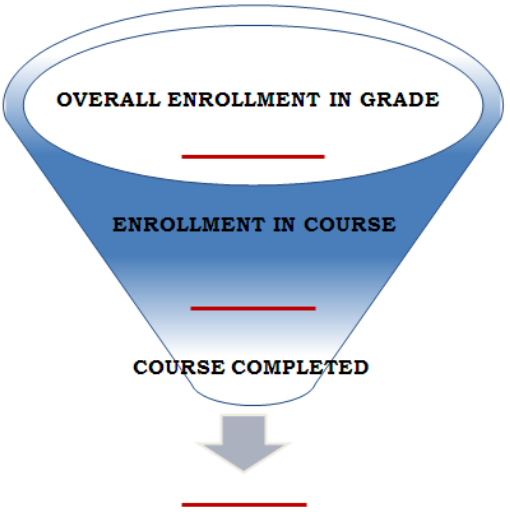 OVERALL ENROLLMENT IN GRADE
ENROLLMENT IN COURSE
COURSE COMPLETED